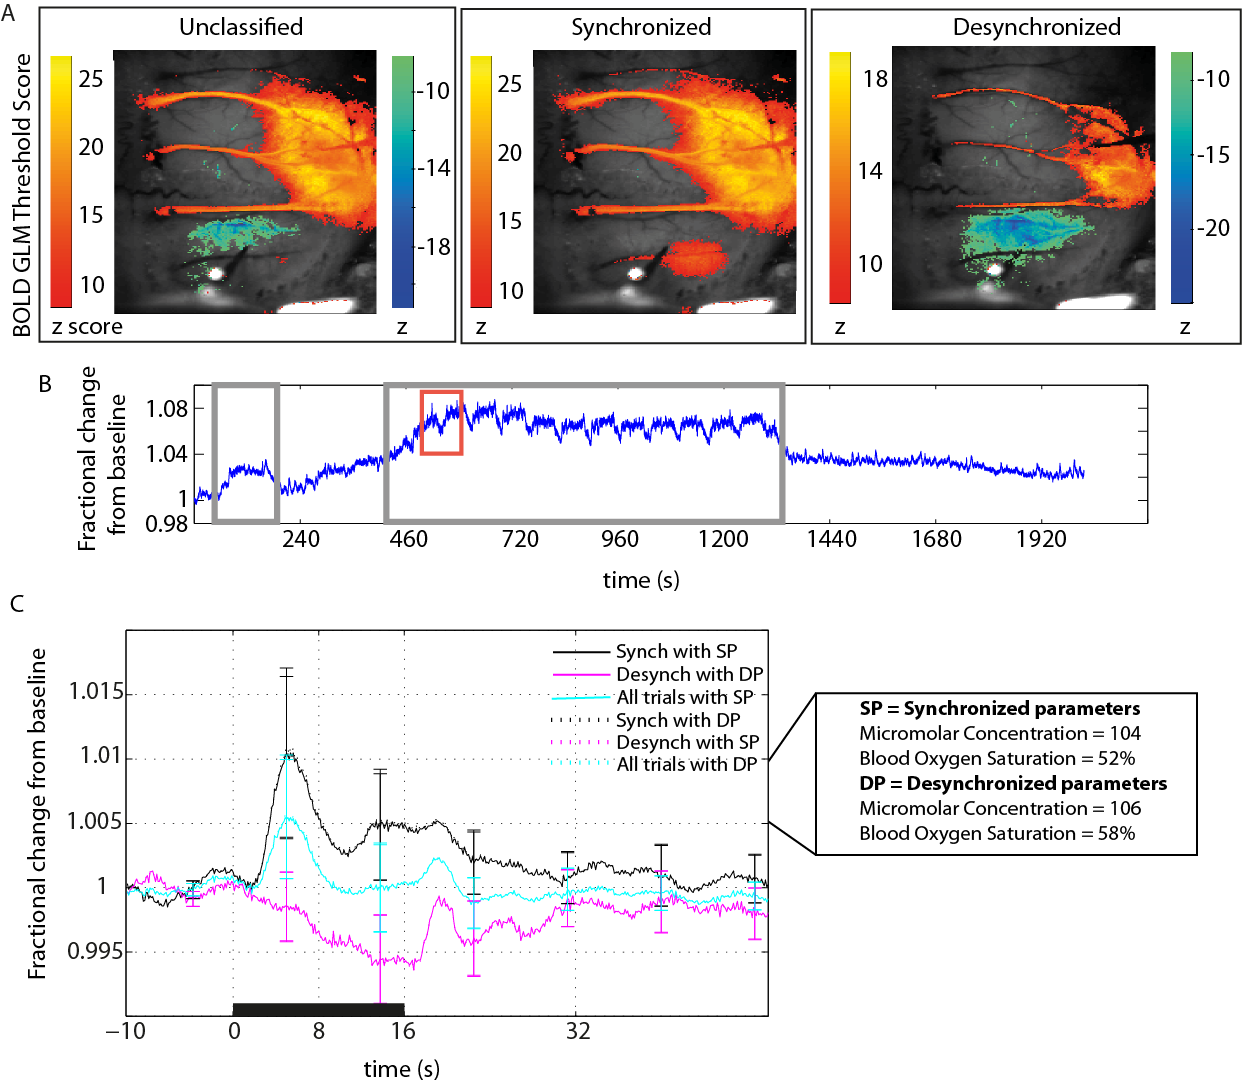 A
Unclassified
Synchronized
Desynchronized
BOLD GLM Threshold Score
25
20
15
10
z score
-10
-14
-18
z
25
20
15
10
z
18
14
10
z
-10
-15
-20
z
B
Fractional change
from baseline
1.08
1.04
1
0.98
240
460
720
960
1200
1440
1680
1920
time (s)
C
Fractional change from baseline
1.015
1.01
1.005
1
0.995
Synch with SP
Desynch with DP
All trials with SP
Synch with DP
Desynch with SP
All trials with DP
SP = Synchronized parameters
Micromolar Concentration = 104
Blood Oxygen Saturation = 52%
DP = Desynchronized parameters
Micromolar Concentration = 106
Blood Oxygen Saturation = 58%
−10
0
8
16
32
time (s)